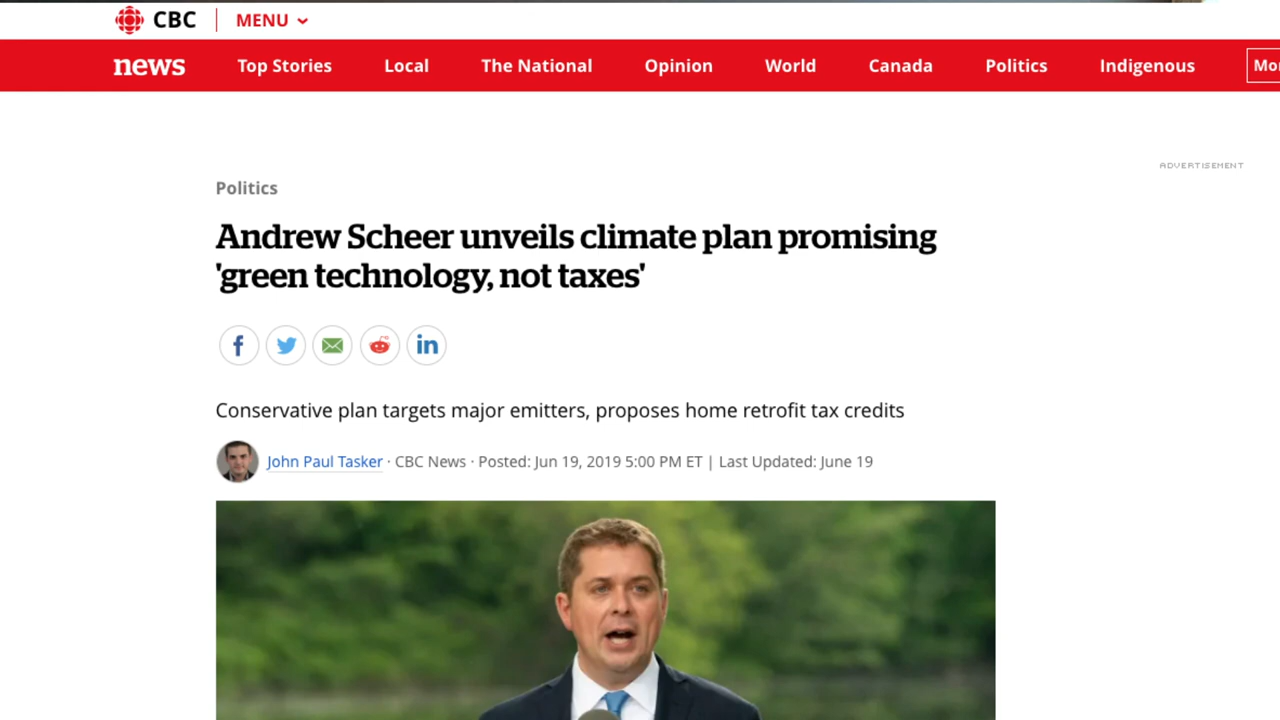 CBC MENU
news Top Stories Local The National Opinion World Canada Politics Indigenous
ADVERTISEMENT
Politics
Andrew Scheer unveils climate plan promising
'green technology, not taxes'
Conservative plan targets major emitters, proposes home retrofit tax credits
John Paul Tasker · CBC News · Posted: Jun 19, 2019 5:00 PM ET | Last Updated: June 19